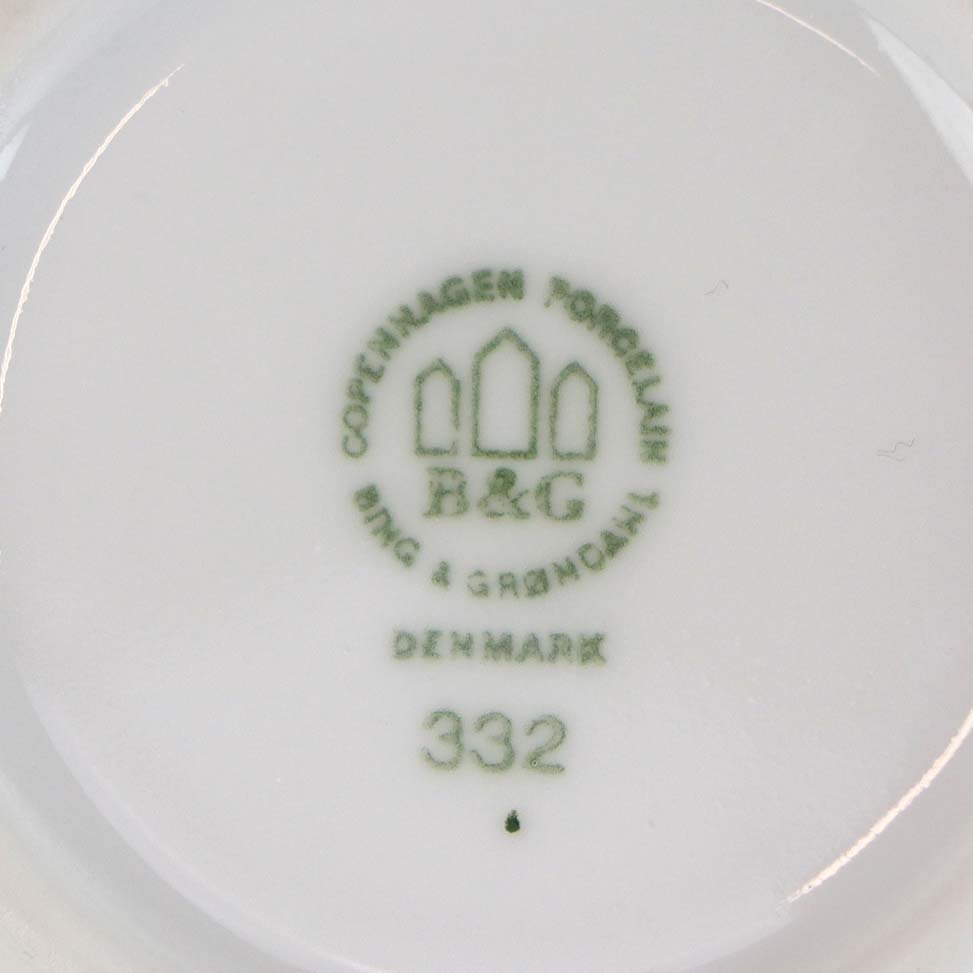 COPENHAGEN PORCELAIN
B&G
BING & GRØNDAHL
DENMARK
332